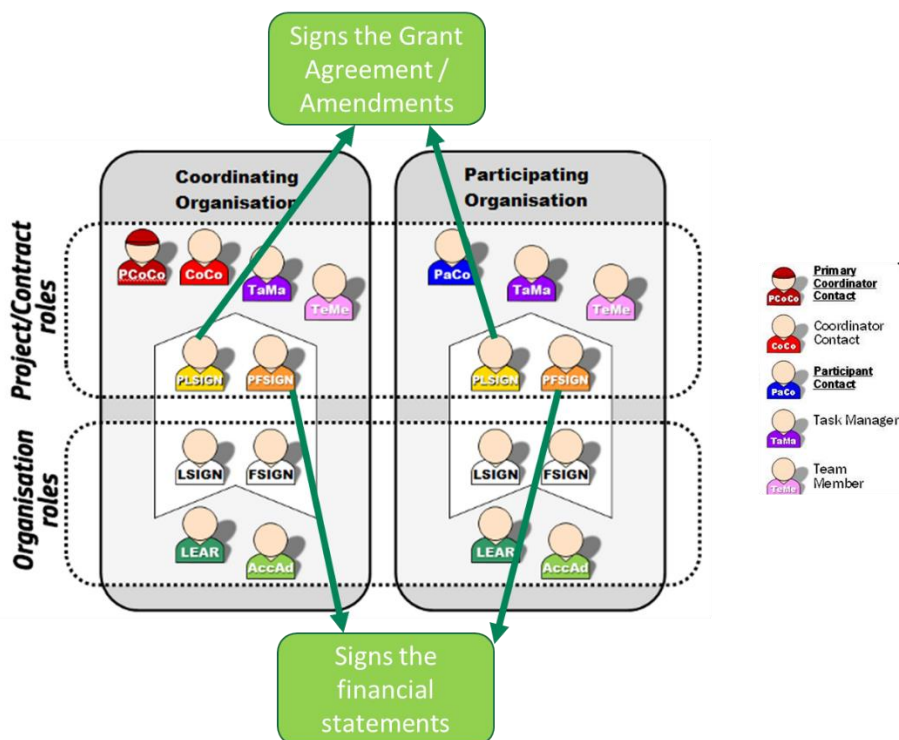 Signs the Grant
Agreement /
Amendments
Coordinating
Organisation
Participating
Organisation
Project/Contract
roles
PCoCo
CoCo
TaMa
TeMe
PaCo
TaMa
TeMe
PLSIGN
PFSIGN
PLSIGN
PFSIGN
Organisation
roles
LSIGN
FSIGN
LSIGN
FSIGN
LEAR
AccAd
LEAR
AccAd
Signs the
financial
statements
PCoCo
Primary
Coordinator
Contact
CoCo
Coordinator
Contact
PaCo
Participant
Contact
TaMa
Task Manager
TeMe
Team
Member